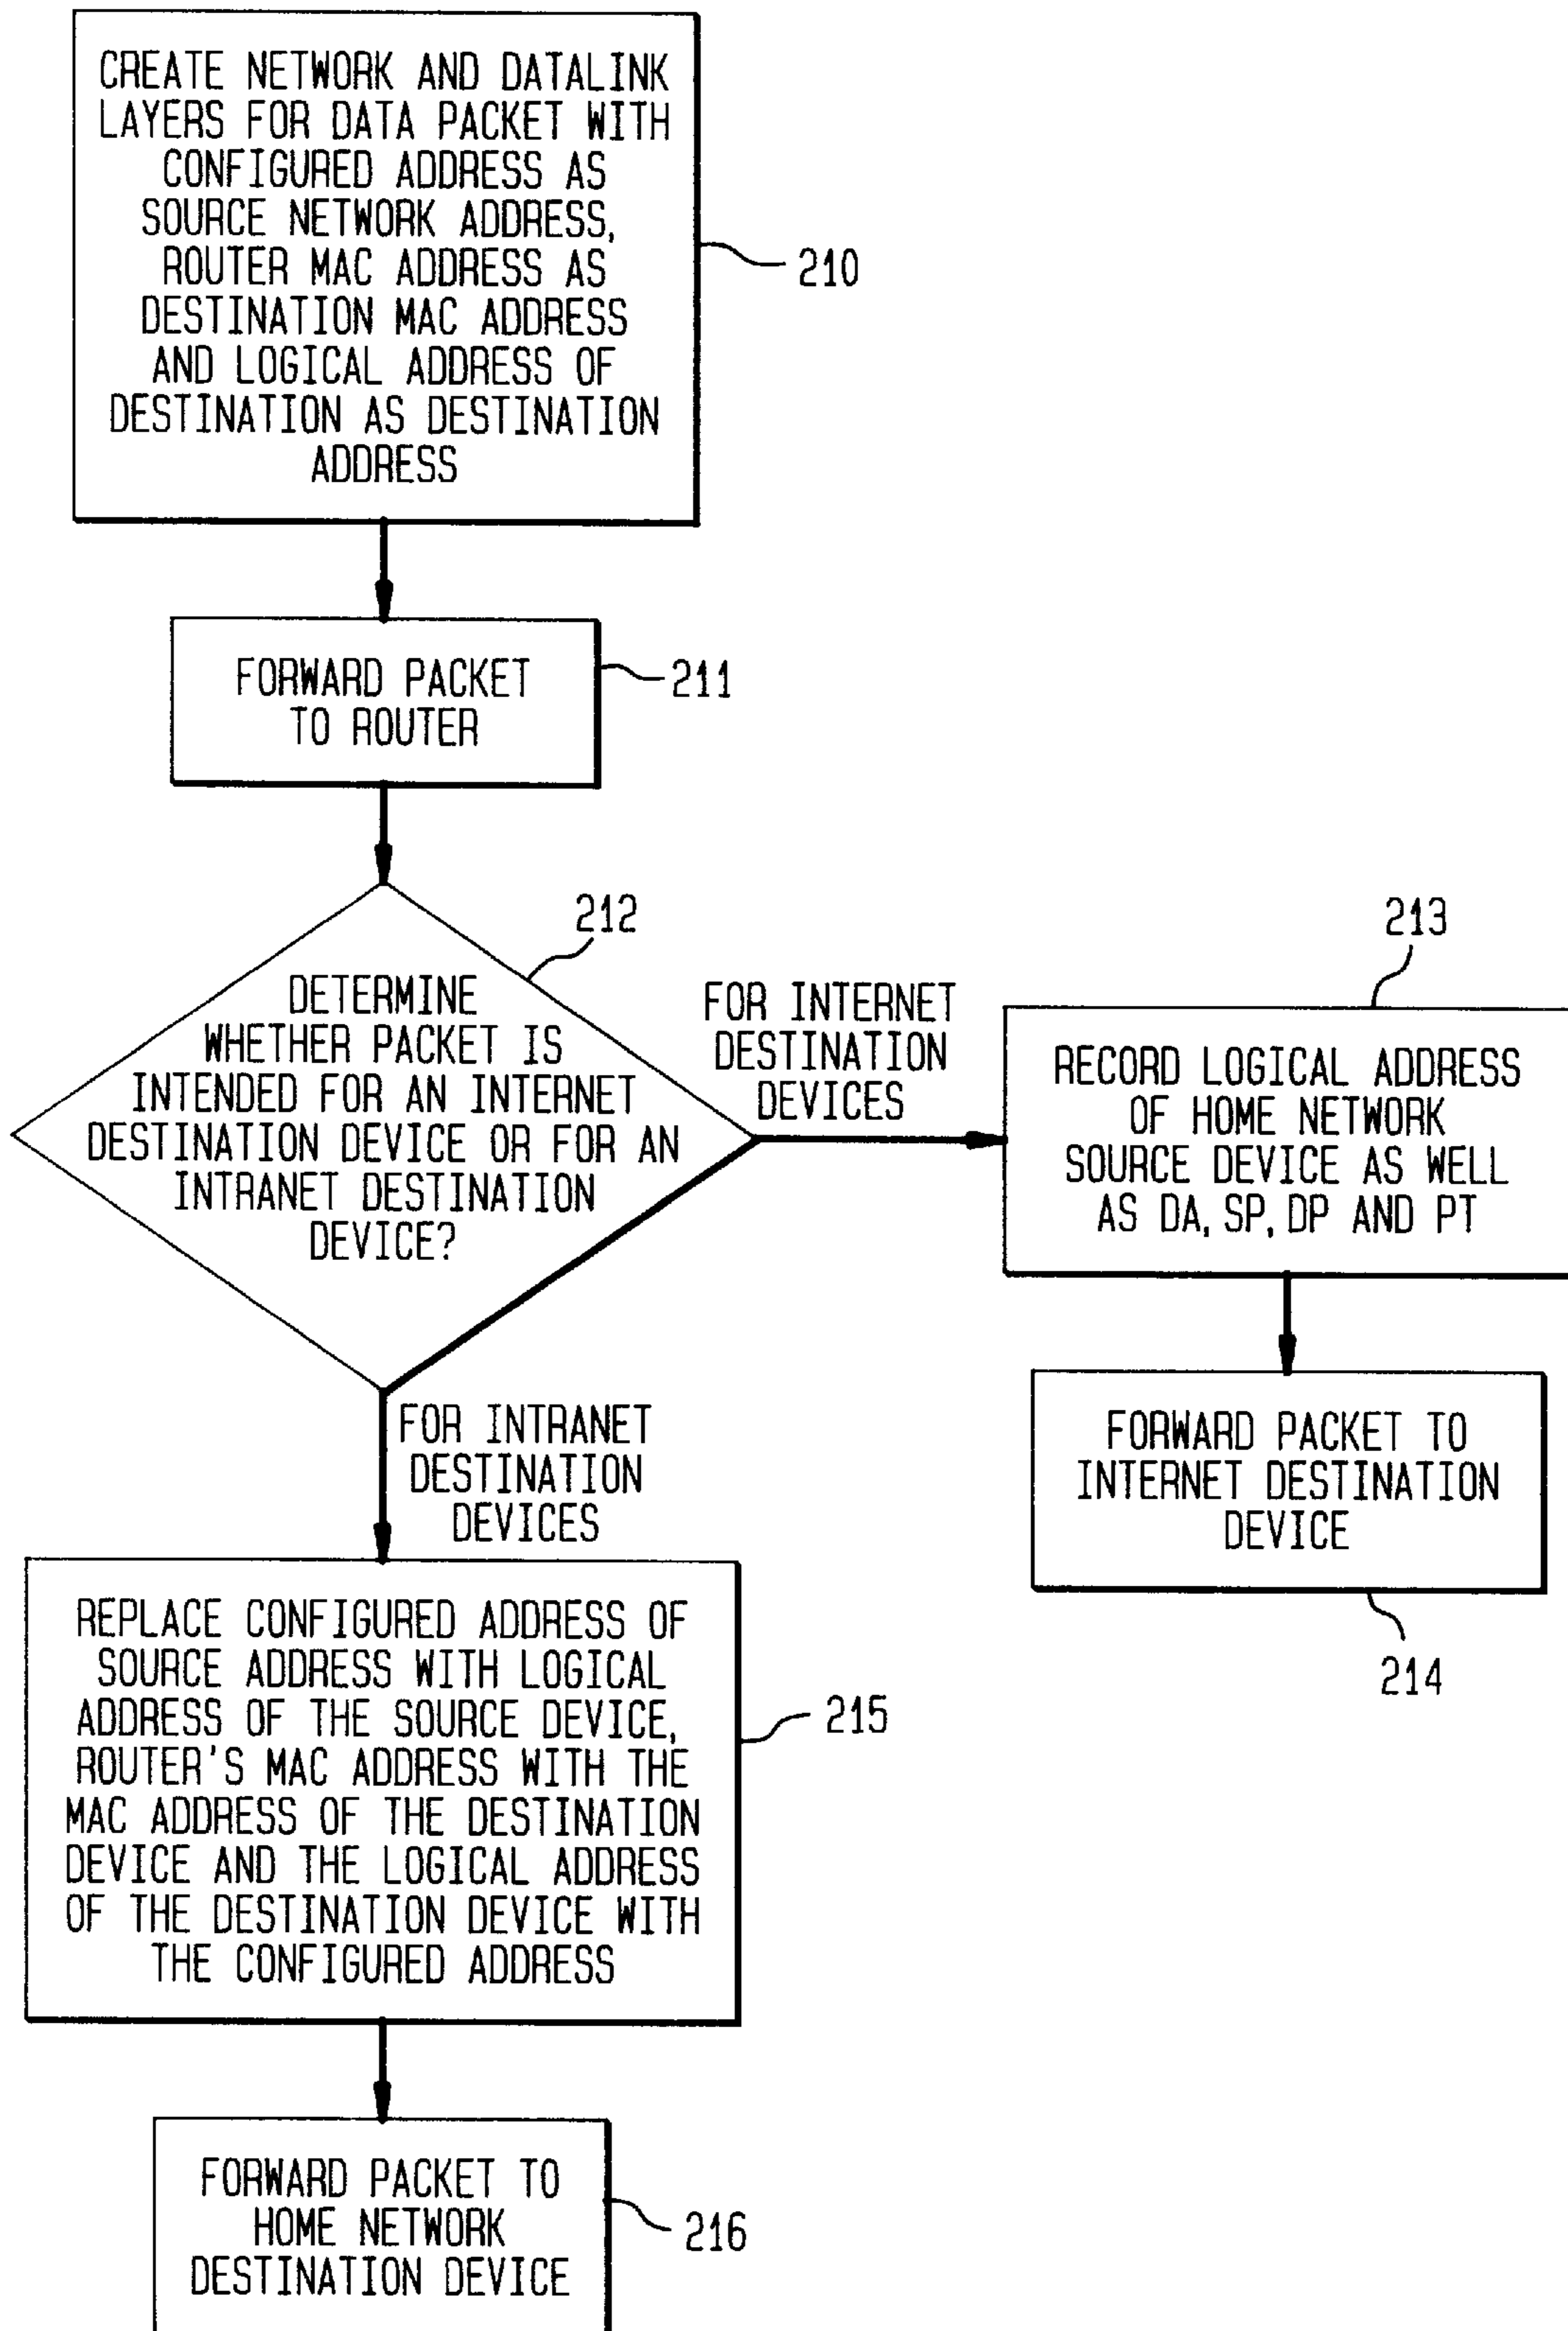 CREATE NETWORK AND DATALINK
LAYERS FOR DATA PACKET WITH
CONFIGURED ADDRESS AS
SOURCE NETWORK ADDRESS,
ROUTER MAC ADDRESS AS
DESTINATION MAC ADDRESS
AND LOGICAL ADDRESS OF
DESTINATION AS DESTINATION
ADDRESS
210
FORWARD PACKET
TO ROUTER
211
212
DETERMINE
WHETHER PACKET IS
INTENDED FOR AN INTERNET
DESTINATION DEVICE OR FOR AN
INTRANET DESTINATION
DEVICE?
FOR INTERNET
DESTINATION
DEVICES
213
RECORD LOGICAL ADDRESS
OF HOME NETWORK
SOURCE DEVICE AS WELL
AS DA, SP, DP AND PT
FORWARD PACKET TO
INTERNET DESTINATION
DEVICE
214
FOR INTRANET
DESTINATION
DEVICES
REPLACE CONFIGURED ADDRESS OF
SOURCE ADDRESS WITH LOGICAL
ADDRESS OF THE SOURCE DEVICE,
ROUTER'S MAC ADDRESS WITH THE
MAC ADDRESS OF THE DESTINATION
DEVICE AND THE LOGICAL ADDRESS
OF THE DESTINATION DEVICE WITH
THE CONFIGURED ADDRESS
215
FORWARD PACKET TO
HOME NETWORK
DESTINATION DEVICE
216